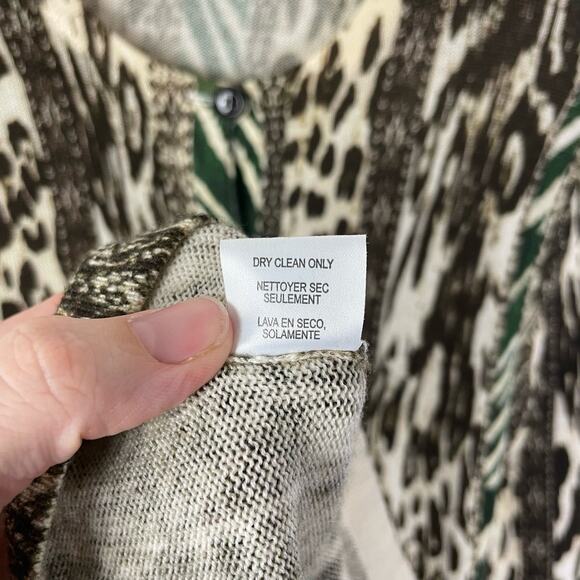 DRY CLEAN ONLY
NETTOYER SEC
SEULEMENT
LAVA EN SECO,
SOLAMENTE